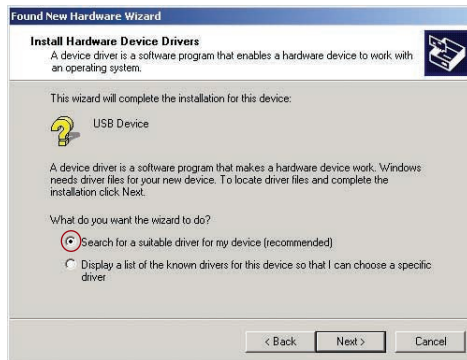 Found New Hardware Wizard
Install Hardware Device Drivers
A device driver is a software program that enables a hardware device to work with
an operating system.
This wizard will complete the installation for this device:
USB Device
A device driver is a software program that makes a hardware device work. Windows
needs driver files for your new device. To locate driver files and complete the
installation click Next.
What do you want the wizard to do?
Search for a suitable driver for my device (recommended)
Display a list of the known drivers for this device so that I can choose a specific
driver
< Back Next > Cancel